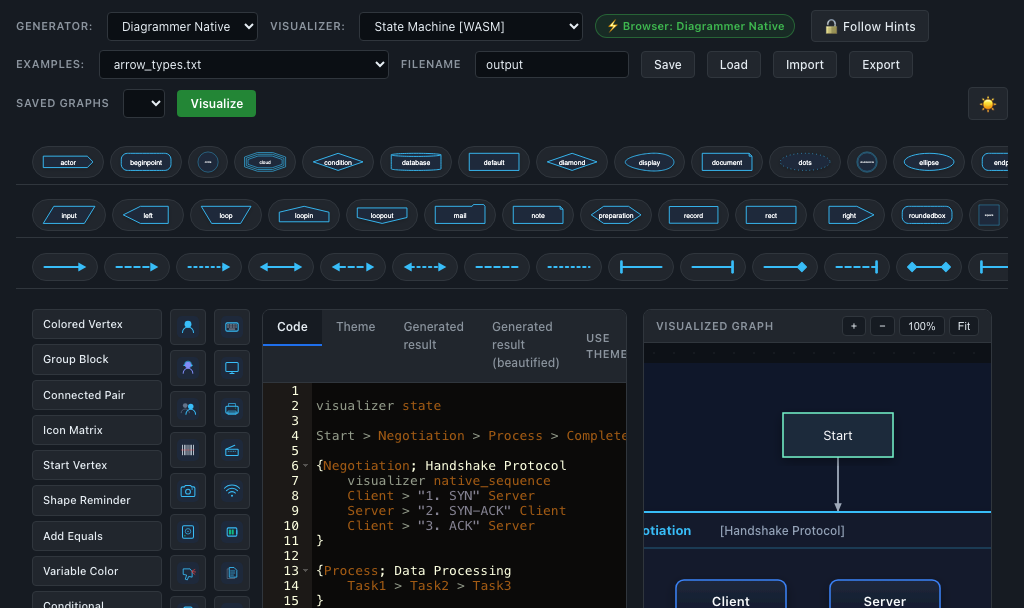 GENERATOR: Diagrammer Native VISUALIZER: State Machine [WASM] ⚡ Browser: Diagrammer Native 🔓 Follow Hints
EXAMPLES: arrow_types.txt FILENAME output Save Load Import Export
SAVED GRAPHS Visualize
actor beginpoint cloud condition database default diamond display document dots ellipse endp
input left loop loopin loopout mail note preparation record rect right roundedbox
Colored Vertex
Group Block
Connected Pair
Icon Matrix
Start Vertex
Shape Reminder
Add Equals
Variable Color
Conditional
Code Theme Generated result Generated result (beautified) USE THEME
1
2 visualizer state
3
4 Start > Negotiation > Process > Complete
5
6 {Negotiation; Handshake Protocol
7 visualizer native_sequence
8 Client > "1. SYN" Server
9 Server > "2. SYN-ACK" Client
10 Client > "3. ACK" Server
11 }
12
13 {Process; Data Processing
14 Task1 > Task2 > Task3
15 }
VISUALIZED GRAPH + − 100% Fit
Start
otiation [Handshake Protocol]
Client Server